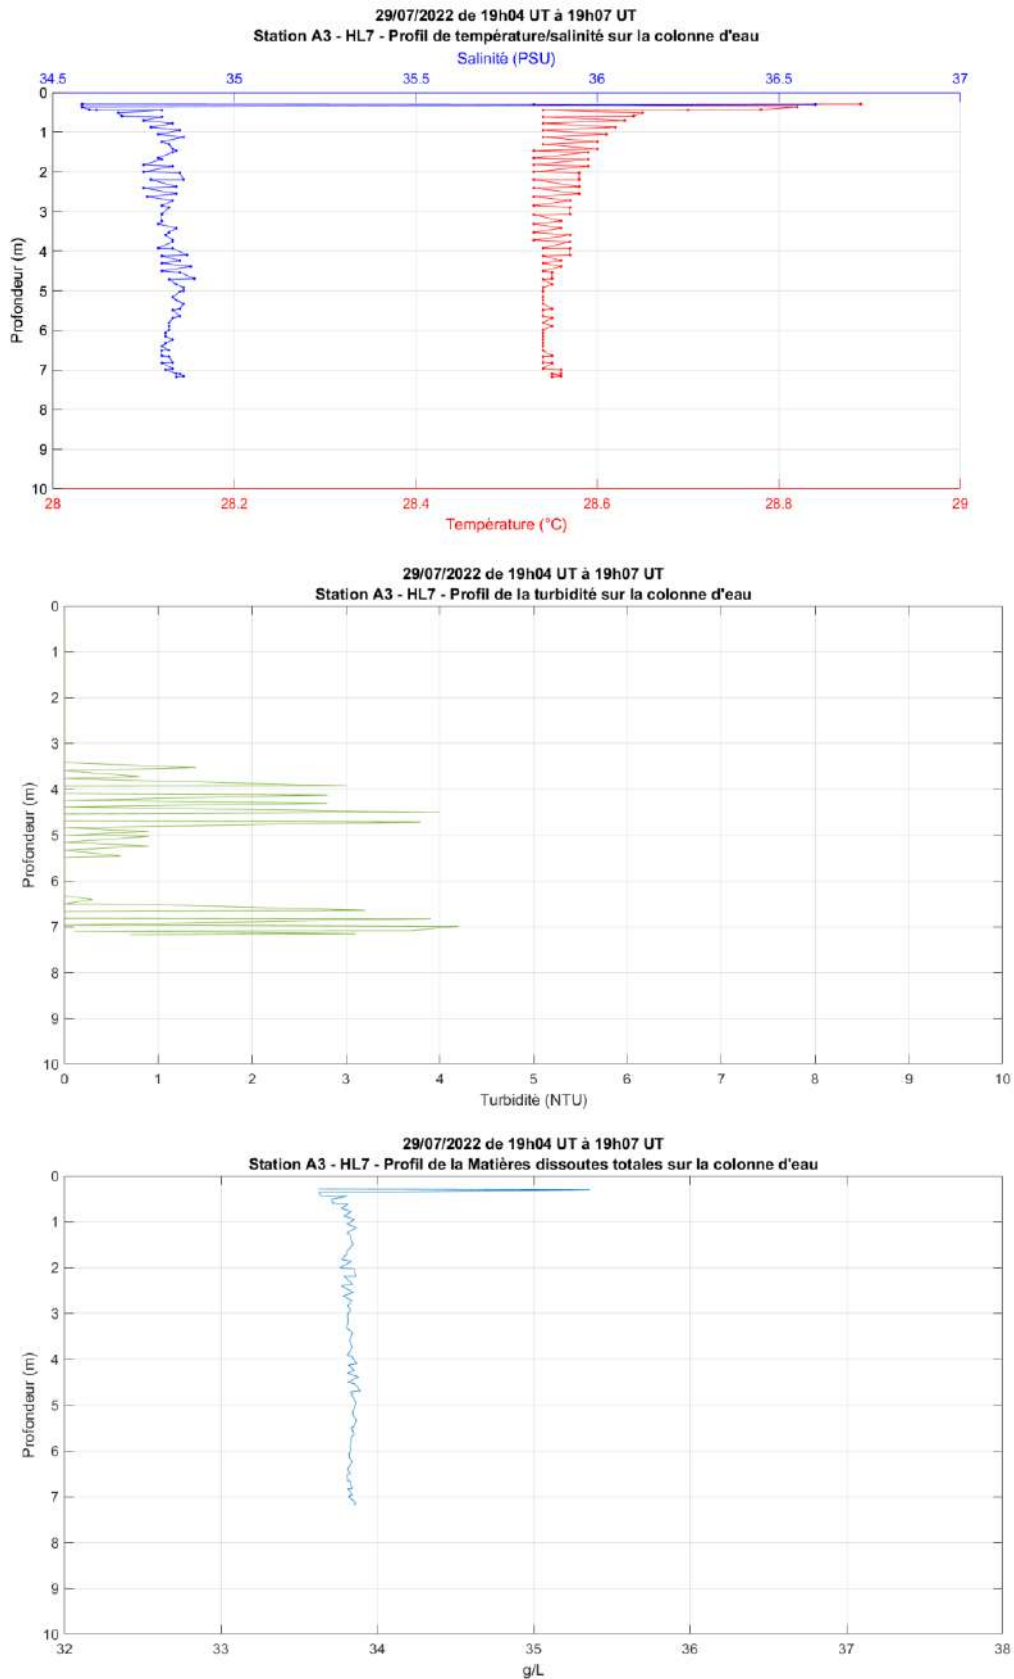 29/07/2022 de 19h04 UT à 19h07 UT
Station A3 - HL7 - Profil de température/salinité sur la colonne d'eau
Salinité (PSU)
34.5 35 35.5 36 36.5 37
0
1
2
3
4
5
6
7
8
9
10
Profondeur (m)
28 28.2 28.4 28.6 28.8 29
Température (°C)
29/07/2022 de 19h04 UT à 19h07 UT
Station A3 - HL7 - Profil de la turbidité sur la colonne d'eau
0
1
2
3
4
5
6
7
8
9
10
Profondeur (m)
0 1 2 3 4 5 6 7 8 9 10
Turbidité (NTU)
29/07/2022 de 19h04 UT à 19h07 UT
Station A3 - HL7 - Profil de la Matières dissoutes totales sur la colonne d'eau
0
1
2
3
4
5
6
7
8
9
10
Profondeur (m)
32 33 34 35 36 37 38
g/L